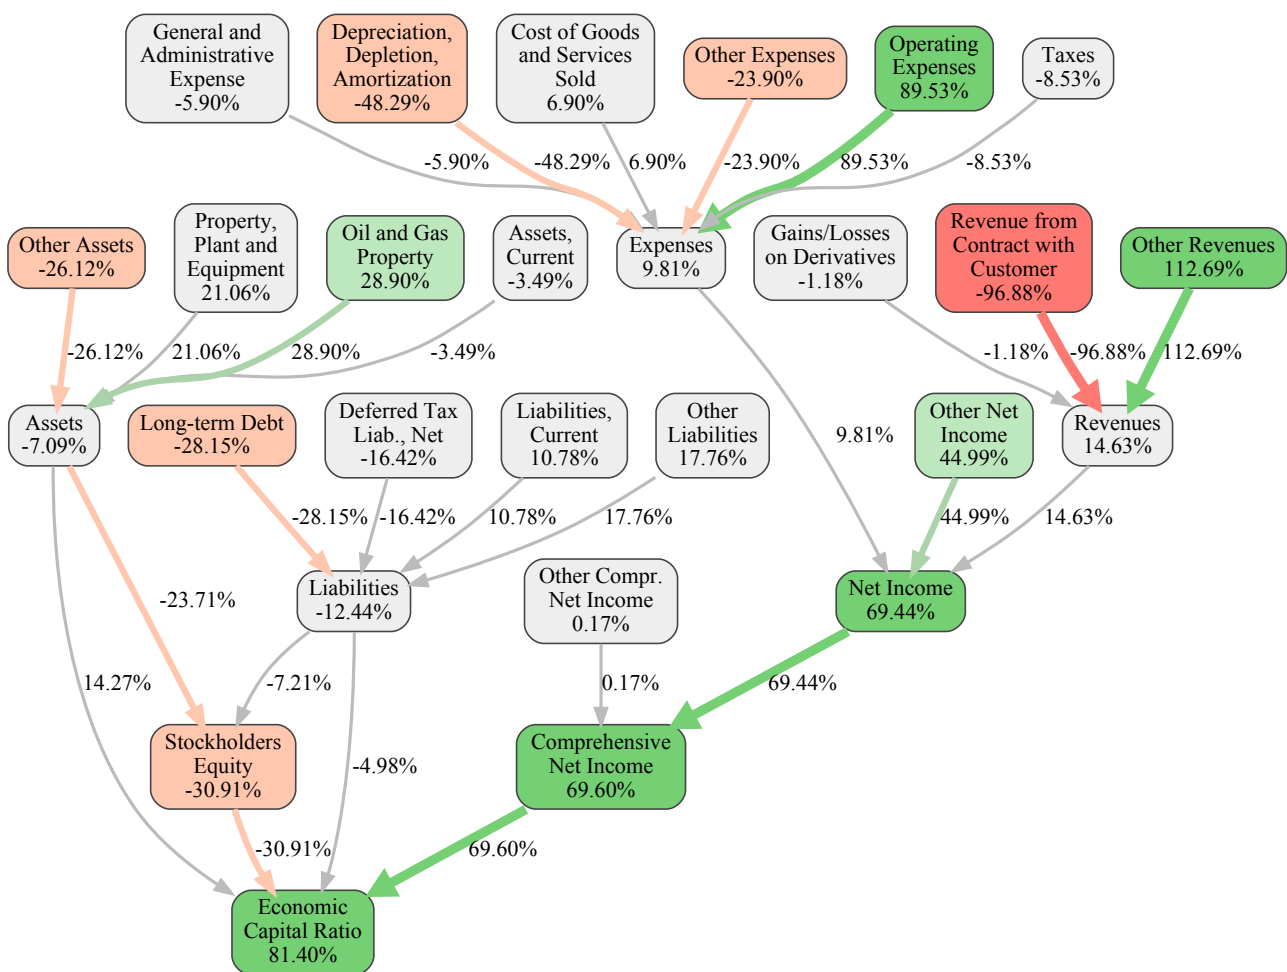 General and
Administrative
Expense
-5.90%
Depreciation,
Depletion,
Amortization
-48.29%
Cost of Goods
and Services
Sold
6.90%
Other Expenses
-23.90%
Operating
Expenses
89.53%
Taxes
-8.53%
-5.90%
-48.29%
6.90%
-23.90%
89.53%
-8.53%
Other Assets
-26.12%
Property,
Plant and
Equipment
21.06%
Oil and Gas
Property
28.90%
Assets,
Current
-3.49%
Expenses
9.81%
Gains/Losses
on Derivatives
-1.18%
Revenue from
Contract with
Customer
-96.88%
Other Revenues
112.69%
-26.12%
21.06%
28.90%
-3.49%
-1.18%
-96.88%
112.69%
Assets
-7.09%
Long-term Debt
-28.15%
Deferred Tax
Liab., Net
-16.42%
Liabilities,
Current
10.78%
Other
Liabilities
17.76%
9.81%
Other Net
Income
44.99%
Revenues
14.63%
-28.15%
-16.42%
10.78%
17.76%
44.99%
14.63%
-23.71%
Liabilities
-12.44%
Other Compr.
Net Income
0.17%
Net Income
69.44%
14.27%
-7.21%
0.17%
69.44%
Stockholders
Equity
-30.91%
-4.98%
Comprehensive
Net Income
69.60%
-30.91%
69.60%
Economic
Capital Ratio
81.40%